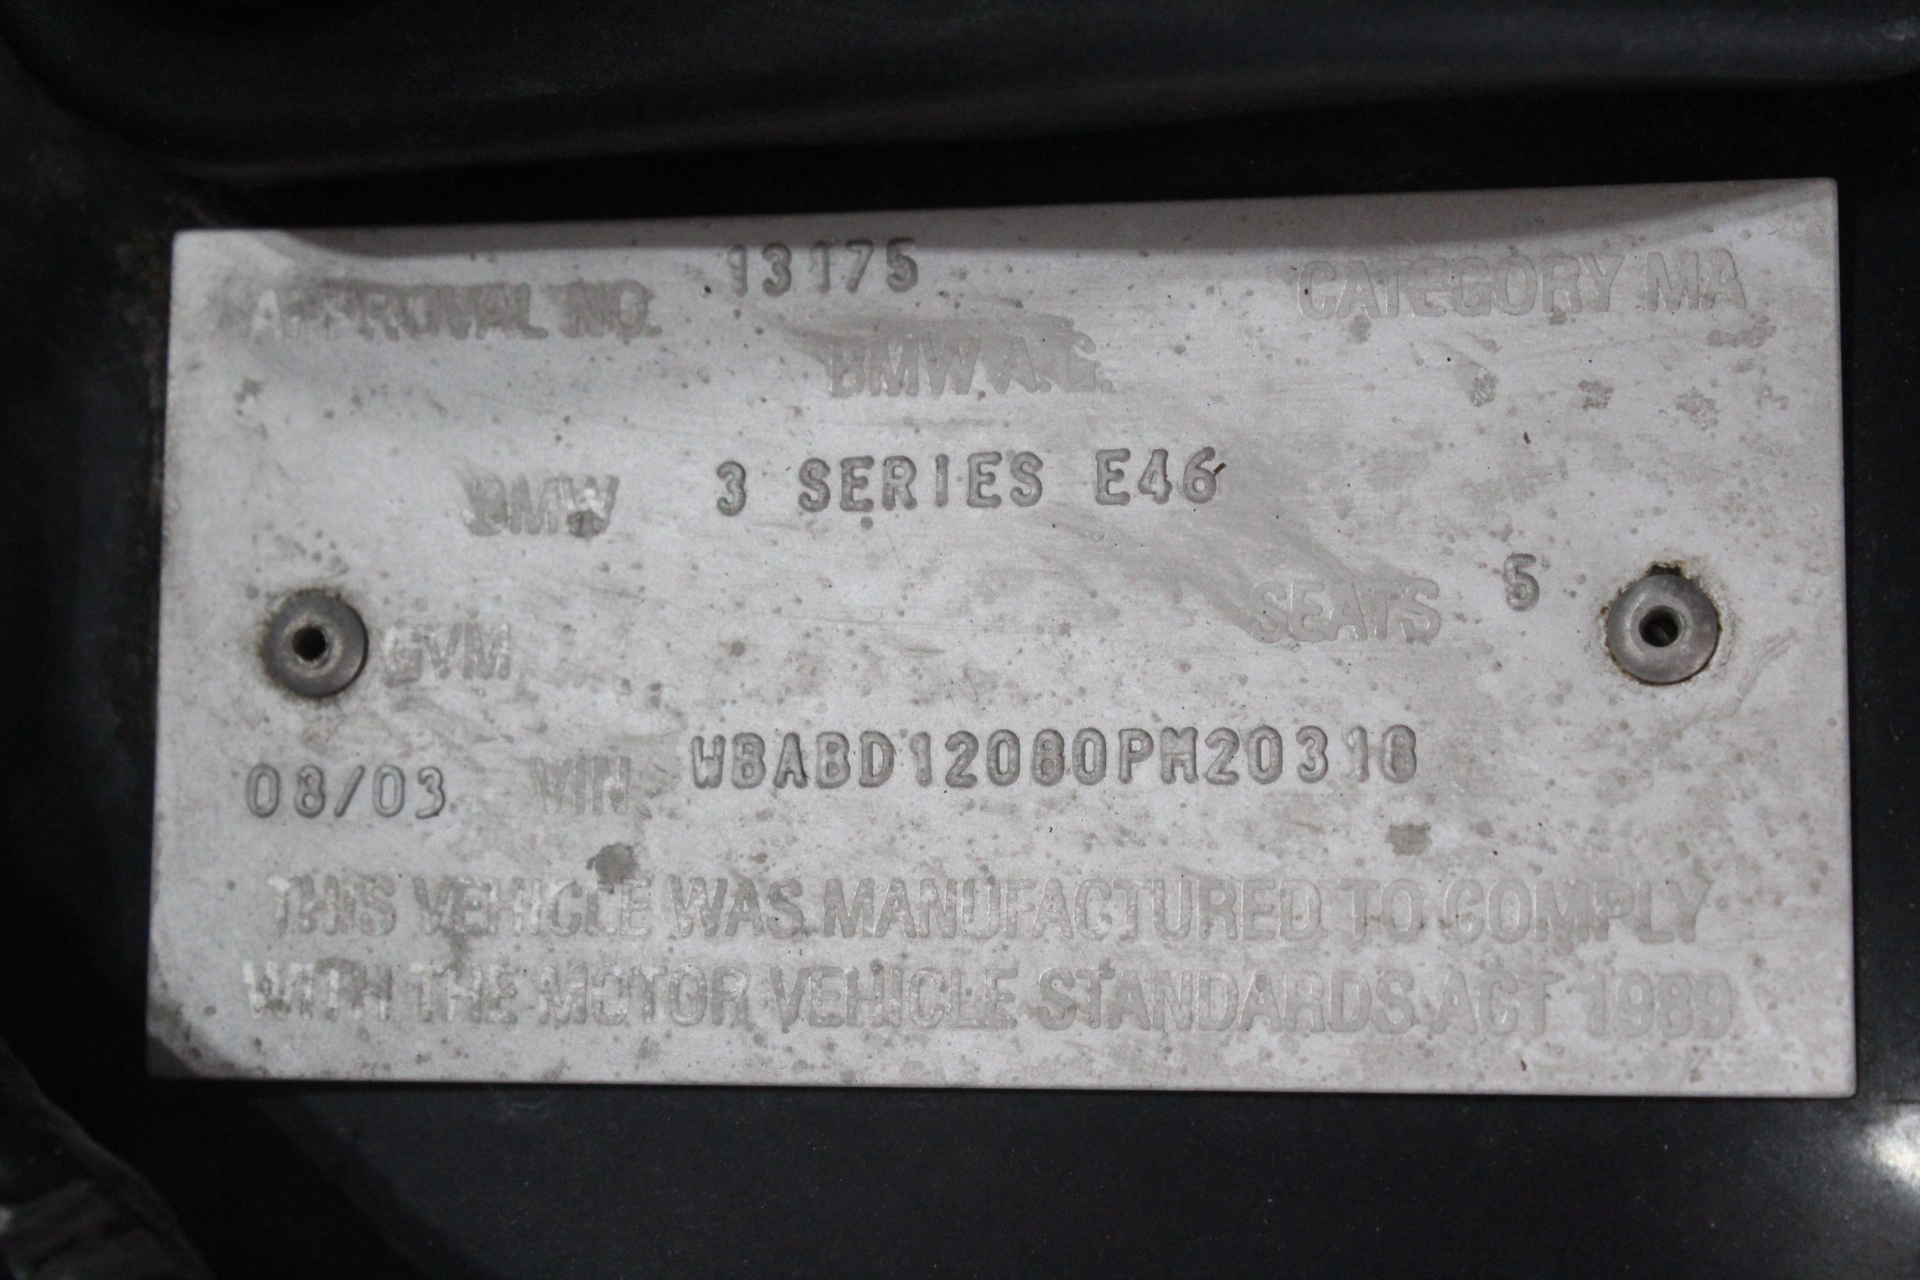 APPROVAL NO. 13175 CATEGORY MA
BMW A.G.
BMW 3 SERIES E46
SEATS 5
GVM
08/03 VIN WBABD12080PM20318
THIS VEHICLE WAS MANUFACTURED TO COMPLY
WITH THE MOTOR VEHICLE STANDARDS ACT 1989